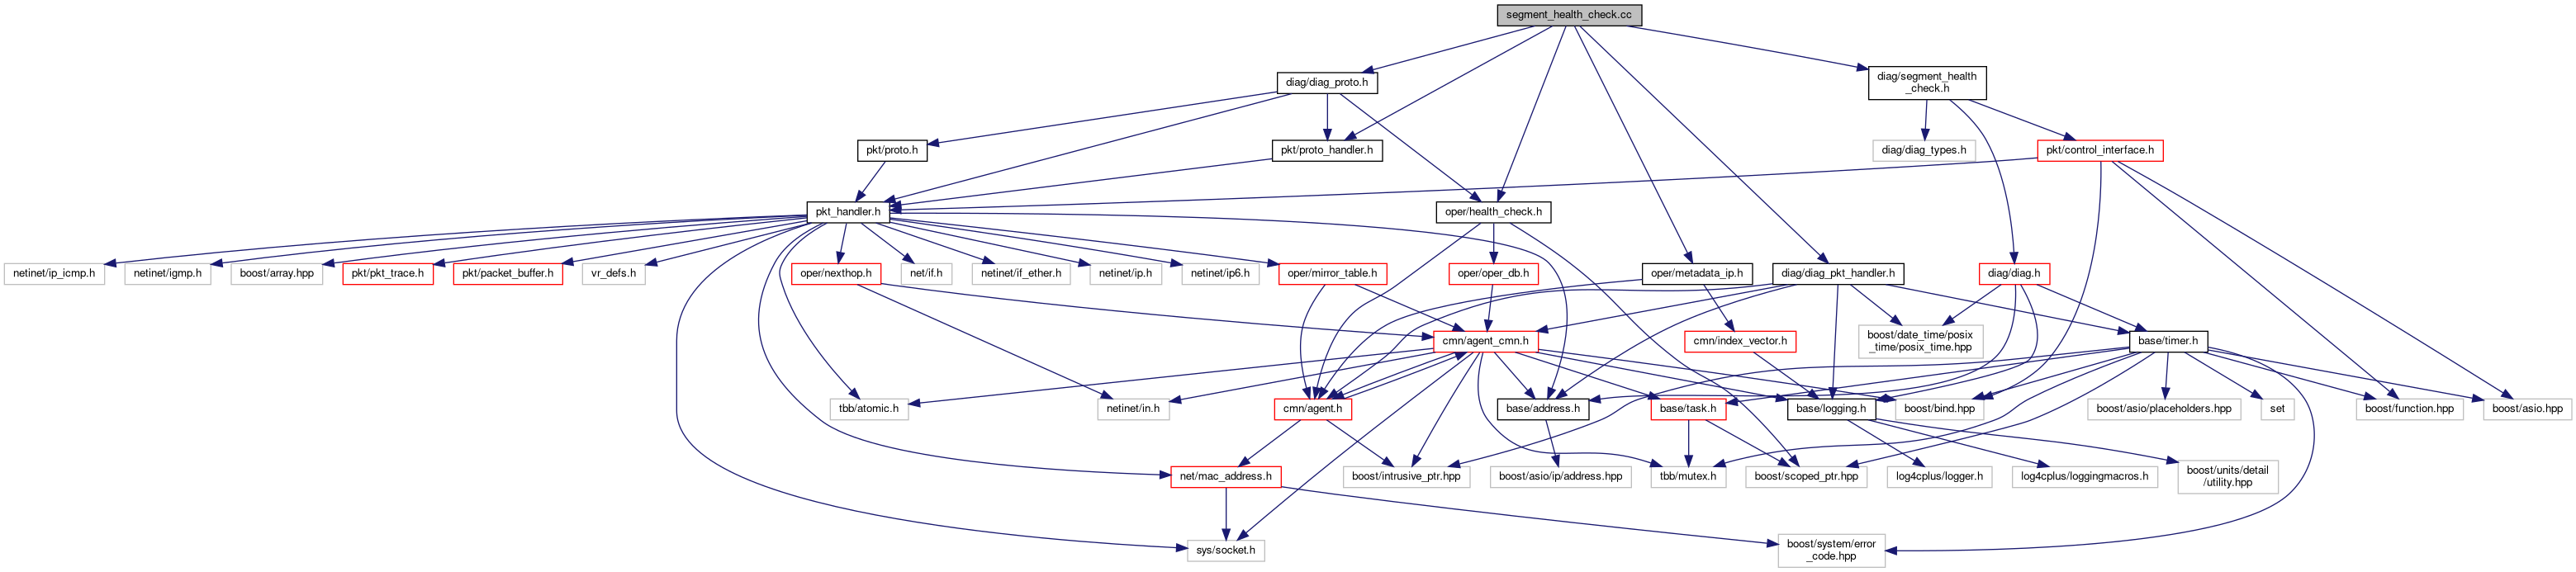 segment_health_check.cc
diag/diag_proto.h
diag/segment_health
_check.h
pkt/proto.h
pkt/proto_handler.h
diag/diag_types.h
pkt/control_interface.h
pkt_handler.h
oper/health_check.h
netinet/ip_icmp.h
netinet/igmp.h
boost/array.hpp
pkt/pkt_trace.h
pkt/packet_buffer.h
vr_defs.h
oper/nexthop.h
net/if.h
netinet/if_ether.h
netinet/ip.h
netinet/ip6.h
oper/mirror_table.h
oper/oper_db.h
oper/metadata_ip.h
diag/diag_pkt_handler.h
diag/diag.h
cmn/agent_cmn.h
cmn/index_vector.h
boost/date_time/posix
_time/posix_time.hpp
base/timer.h
tbb/atomic.h
netinet/in.h
cmn/agent.h
base/address.h
base/task.h
base/logging.h
boost/bind.hpp
boost/asio/placeholders.hpp
set
boost/function.hpp
boost/asio.hpp
net/mac_address.h
boost/intrusive_ptr.hpp
boost/asio/ip/address.hpp
tbb/mutex.h
boost/scoped_ptr.hpp
log4cplus/logger.h
log4cplus/loggingmacros.h
boost/units/detail
/utility.hpp
sys/socket.h
boost/system/error
_code.hpp